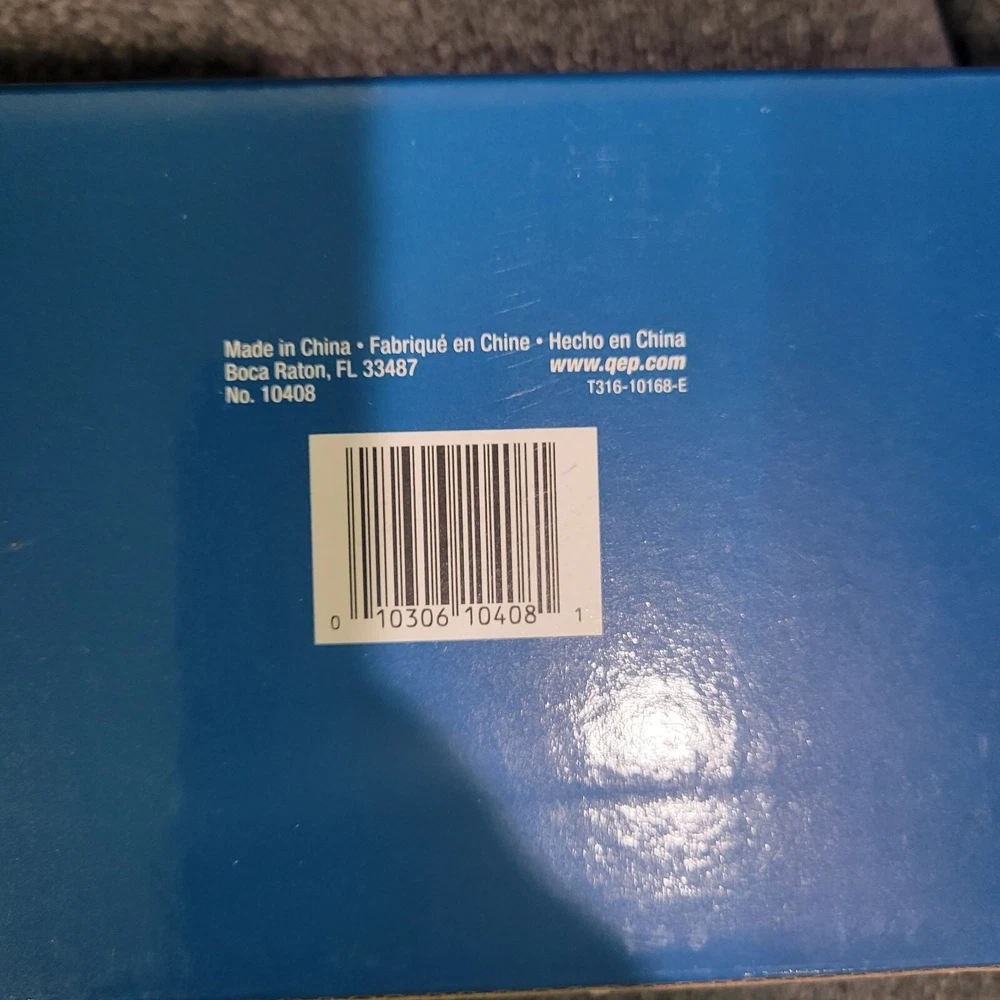 Made in China • Fabriqué en Chine • Hecho en China
Boca Raton, FL 33487 www.qep.com
No. 10408 T316-10168-E
0 10306 10408 1